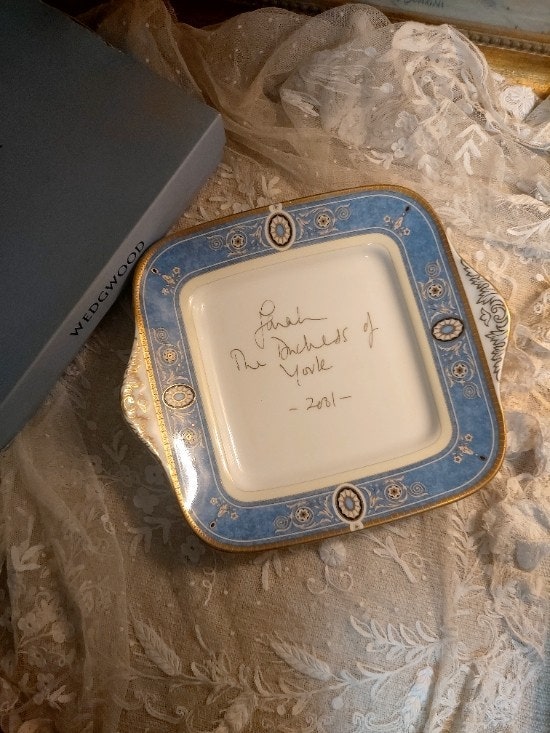 WEDGWOOD
Sarah
The Duchess of
York
- 2001 -